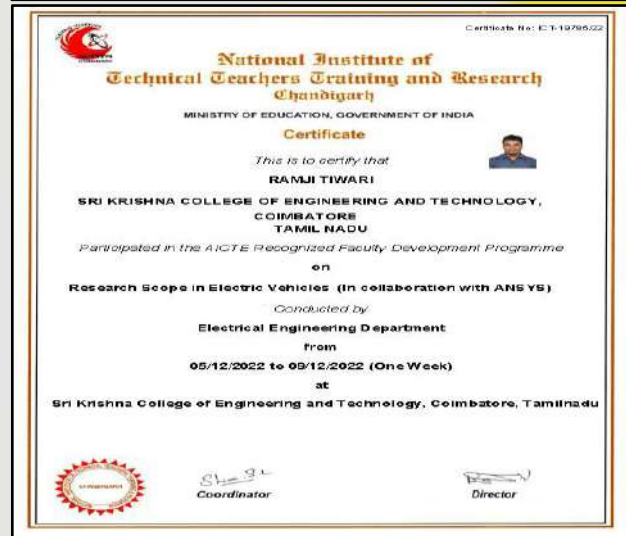 Certificate No: ICT-19786/22
National Institute of
Technical Teachers Training and Research
Chandigarh
MINISTRY OF EDUCATION, GOVERNMENT OF INDIA
Certificate
This is to certify that
RAMJI TIWARI
SRI KRISHNA COLLEGE OF ENGINEERING AND TECHNOLOGY,
COIMBATORE
TAMIL NADU
Participated in the AICTE Recognized Faculty Development Programme
on
Research Scope in Electric Vehicles (In collaboration with ANSYS)
Conducted by
Electrical Engineering Department
from
05/12/2022 to 09/12/2022 (One Week)
at
Sri Krishna College of Engineering and Technology, Coimbatore, Tamilnadu
Coordinator
Director